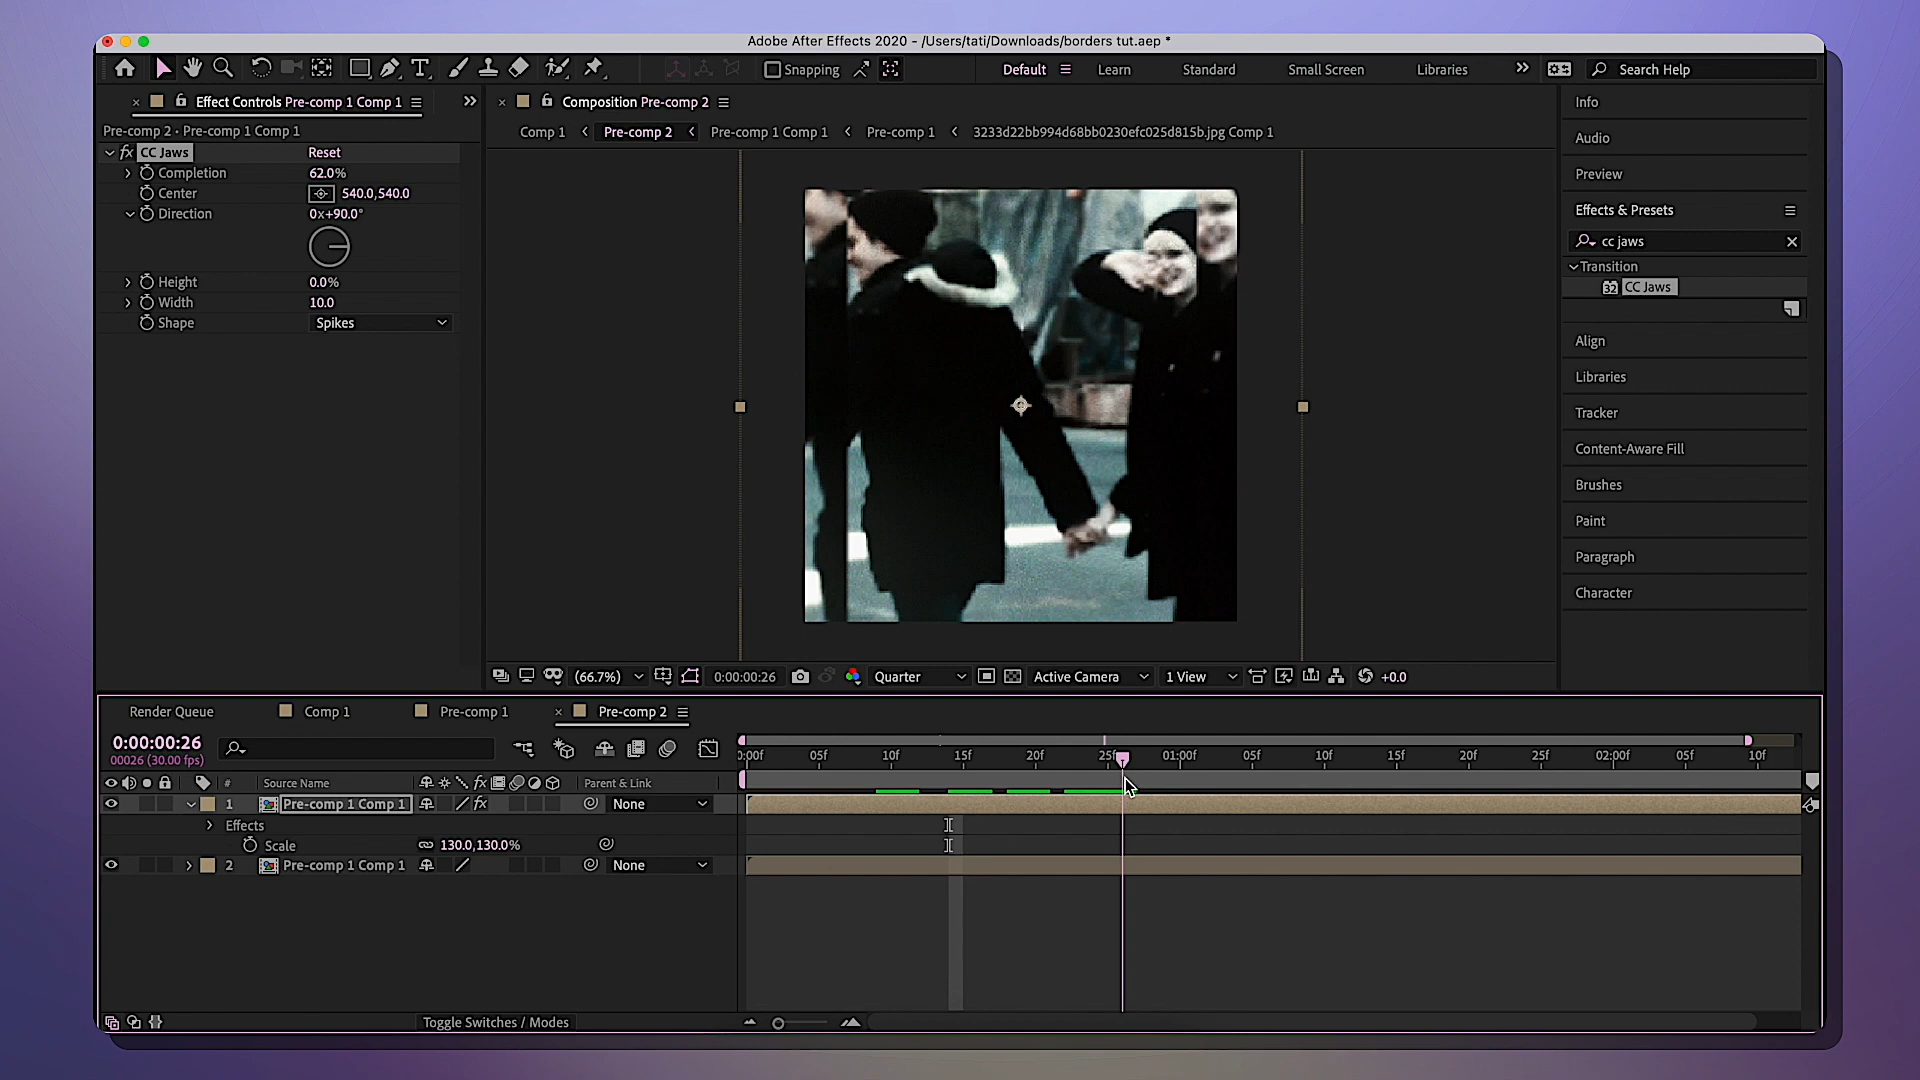 Adobe After Effects 2020 - /Users/tati/Downloads/borders tut.aep *
Snapping
Default
Learn
Standard
Small Screen
Libraries
Search Help
Effect Controls Pre-comp 1 Comp 1
Pre-comp 2 · Pre-comp 1 Comp 1
fx CC Jaws Reset
Completion 62.0%
Center 540.0,540.0
Direction 0x+90.0°
Height 0.0%
Width 10.0
Shape Spikes
Composition Pre-comp 2
Comp 1
Pre-comp 2
Pre-comp 1 Comp 1
Pre-comp 1
3233d22bb994d68bb0230efc025d815b.jpg Comp 1
(66.7%)
0:00:00:26
Quarter
Active Camera
1 View
+0.0
Info
Audio
Preview
Effects & Presets
cc jaws
Transition
32 CC Jaws
Align
Libraries
Tracker
Content-Aware Fill
Brushes
Paint
Paragraph
Character
Render Queue
Comp 1
Pre-comp 1
Pre-comp 2
0:00:00:26
00026 (30.00 fps)
# Source Name
fx
Parent & Link
1 Pre-comp 1 Comp 1 fx None
Effects
Scale 130.0,130.0%
2 Pre-comp 1 Comp 1 None
:00f 05f 10f 15f 20f 25f 01:00f 05f 10f 15f 20f 25f 02:00f 05f 10f
Toggle Switches / Modes